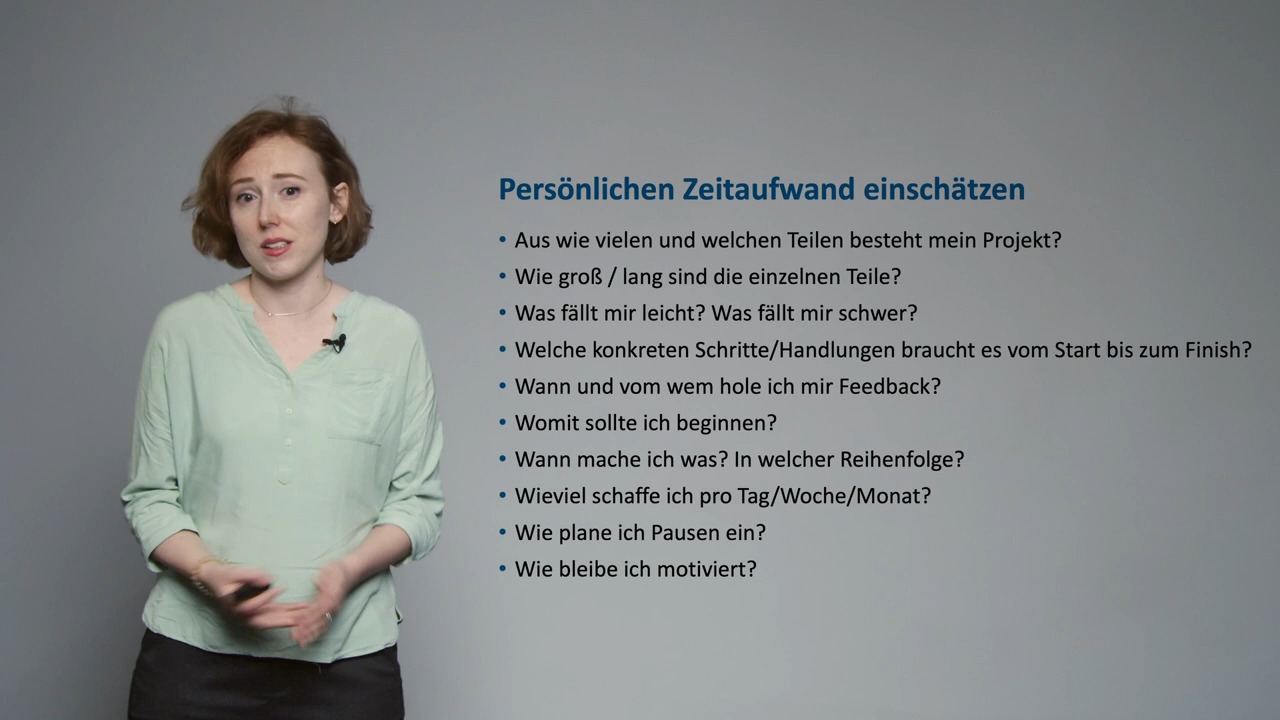 Persönlichen Zeitaufwand einschätzen
• Aus wie vielen und welchen Teilen besteht mein Projekt?
• Wie groß / lang sind die einzelnen Teile?
• Was fällt mir leicht? Was fällt mir schwer?
• Welche konkreten Schritte/Handlungen braucht es vom Start bis zum Finish?
• Wann und vom wem hole ich mir Feedback?
• Womit sollte ich beginnen?
• Wann mache ich was? In welcher Reihenfolge?
• Wieviel schaffe ich pro Tag/Woche/Monat?
• Wie plane ich Pausen ein?
• Wie bleibe ich motiviert?